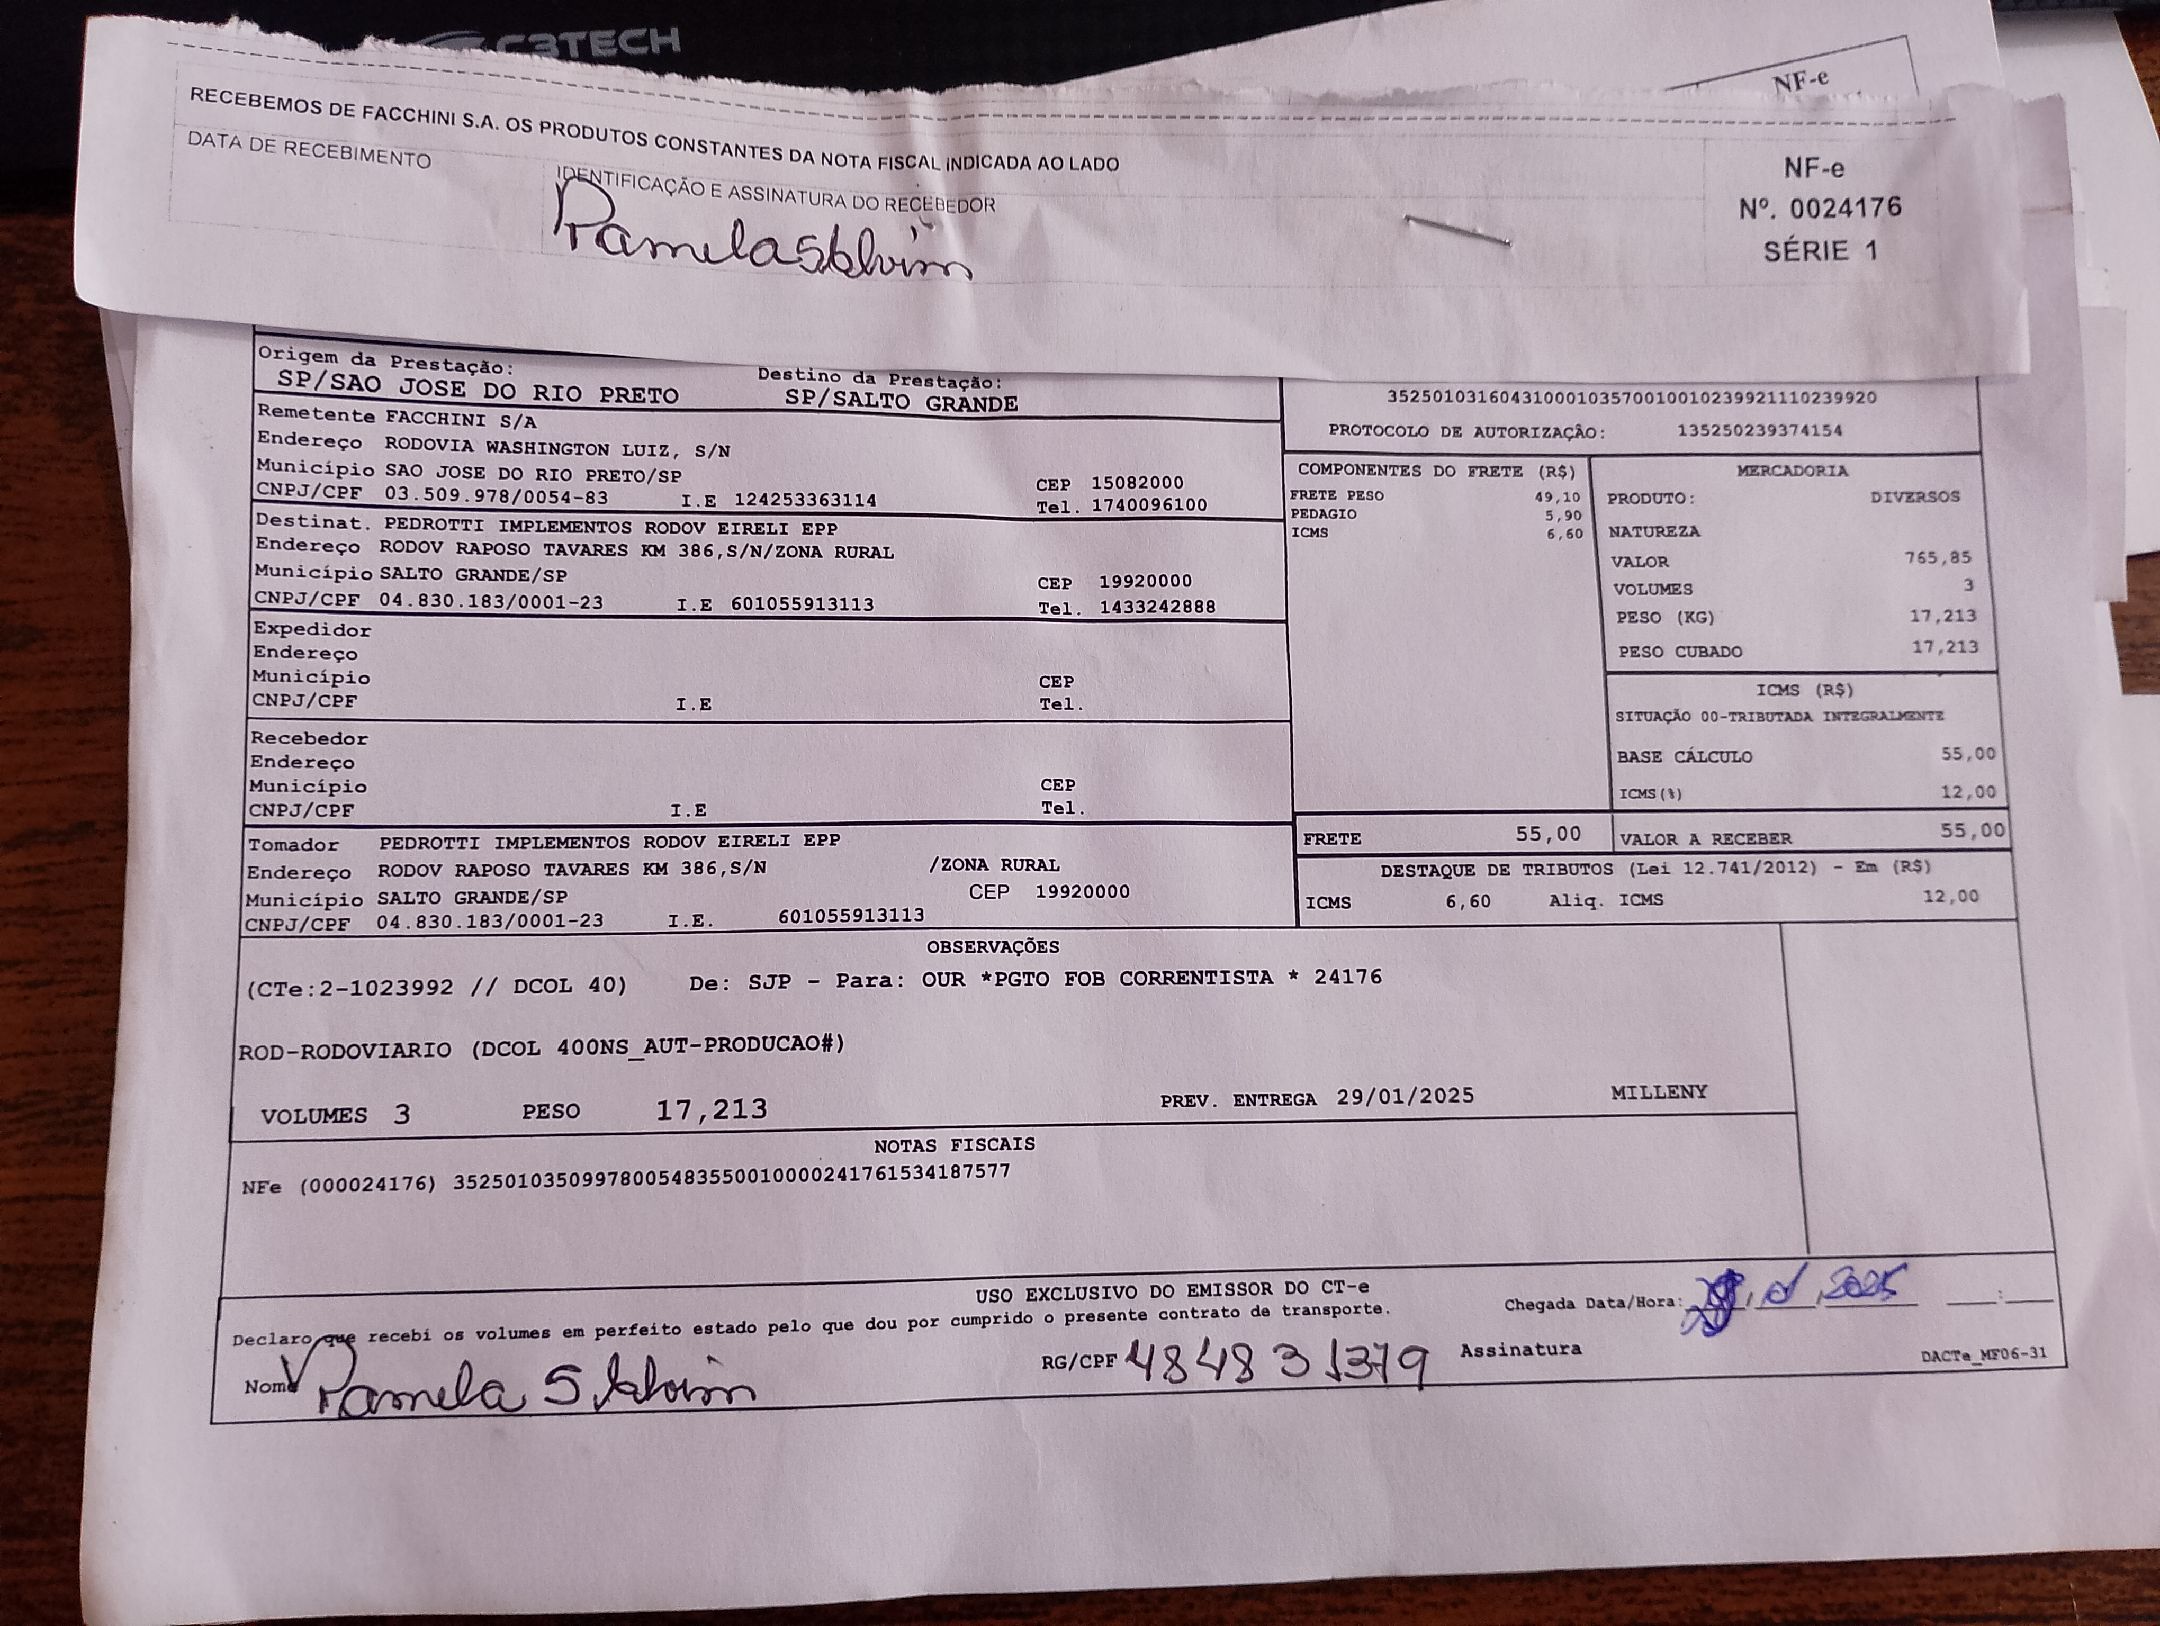 C3TECH
NF-e
RECEBEMOS DE FACCHINI S.A. OS PRODUTOS CONSTANTES DA NOTA FISCAL INDICADA AO LADO
DATA DE RECEBIMENTO
IDENTIFICAÇÃO E ASSINATURA DO RECEBEDOR
Pamela
NF-e
Nº. 0024176
SÉRIE 1
Origem da Prestação:
SP/SAO JOSE DO RIO PRETO
Destino da Prestação:
SP/SALTO GRANDE
Remetente FACCHINI S/A
Endereço RODOVIA WASHINGTON LUIZ, S/N
Município SAO JOSE DO RIO PRETO/SP CEP 15082000
CNPJ/CPF 03.509.978/0054-83 I.E 124253363114 Tel. 1740096100
Destinat. PEDROTTI IMPLEMENTOS RODOV EIRELI EPP
Endereço RODOV RAPOSO TAVARES KM 386,S/N/ZONA RURAL
Município SALTO GRANDE/SP CEP 19920000
CNPJ/CPF 04.830.183/0001-23 I.E 601055913113 Tel. 1433242888
Expedidor
Endereço
Município CEP
CNPJ/CPF I.E Tel.
Recebedor
Endereço
Município CEP
CNPJ/CPF I.E Tel.
Tomador PEDROTTI IMPLEMENTOS RODOV EIRELI EPP
Endereço RODOV RAPOSO TAVARES KM 386,S/N /ZONA RURAL
Município SALTO GRANDE/SP CEP 19920000
CNPJ/CPF 04.830.183/0001-23 I.E. 601055913113
35250103160431000103570010010239921110239920
PROTOCOLO DE AUTORIZAÇÃO: 135250239374154
COMPONENTES DO FRETE (R$)
FRETE PESO 49,10
PEDAGIO 5,90
ICMS 6,60
MERCADORIA
PRODUTO: DIVERSOS
NATUREZA
VALOR 765,85
VOLUMES 3
PESO (KG) 17,213
PESO CUBADO 17,213
ICMS (R$)
SITUAÇÃO 00-TRIBUTADA INTEGRALMENTE
BASE CÁLCULO 55,00
ICMS(%) 12,00
FRETE 55,00 VALOR A RECEBER 55,00
DESTAQUE DE TRIBUTOS (Lei 12.741/2012) - Em (R$)
ICMS 6,60 Aliq. ICMS 12,00
OBSERVAÇÕES
(CTe:2-1023992 // DCOL 40) De: SJP - Para: OUR *PGTO FOB CORRENTISTA * 24176
ROD-RODOVIARIO (DCOL 400NS_AUT-PRODUCAO#)
VOLUMES 3 PESO 17,213 PREV. ENTREGA 29/01/2025 MILLENY
NOTAS FISCAIS
NFe (000024176) 35250103509978005483550010000241761534187577
USO EXCLUSIVO DO EMISSOR DO CT-e
Declaro que recebi os volumes em perfeito estado pelo que dou por cumprido o presente contrato de transporte.
Chegada Data/Hora: 2025 :
Nome Pamela S. RG/CPF 484831379 Assinatura
DACTe_MF06-31